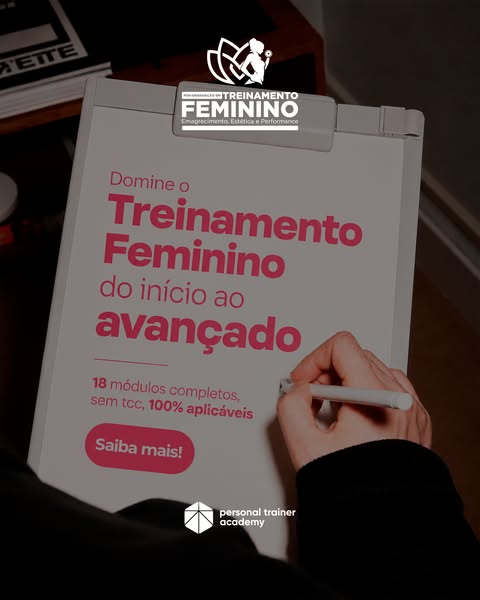 PÓS-GRADUAÇÃO EM TREINAMENTO
FEMININO
Emagrecimento, Estética e Performance
Domine o
Treinamento
Feminino
do início ao
avançado
18 módulos completos,
sem tcc, 100% aplicáveis
Saiba mais!
personal trainer
academy